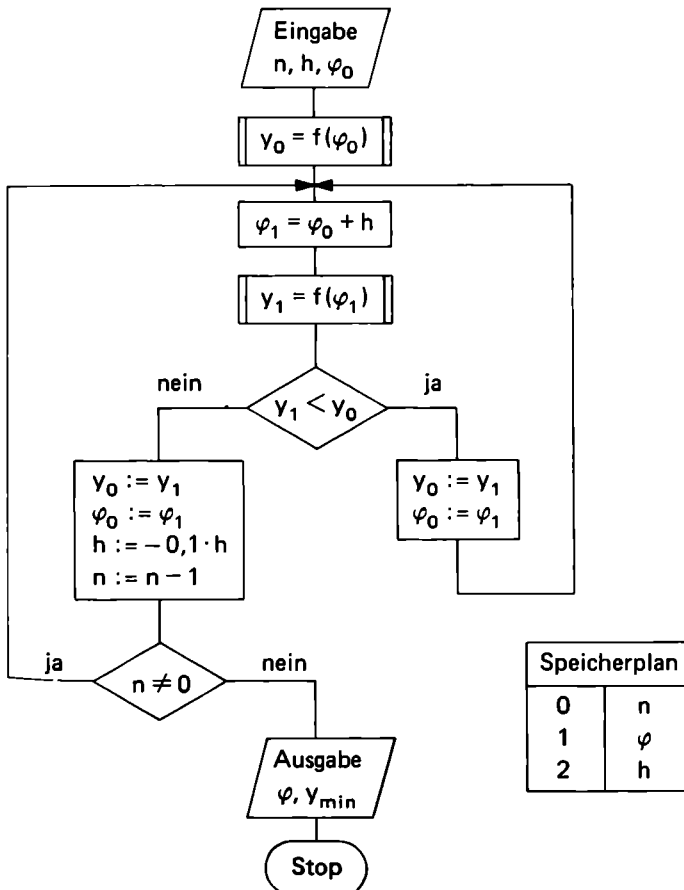 Eingabe
n, h, φ₀
y₀ = f(φ₀)
φ₁ = φ₀ + h
y₁ = f(φ₁)
nein
y₁ < y₀
ja
y₀ := y₁
φ₀ := φ₁
h := −0,1 · h
n := n − 1
y₀ := y₁
φ₀ := φ₁
ja
n ≠ 0
nein
Ausgabe
φ, yₘᵢₙ
Stop
Speicherplan
0 n
1 φ
2 h